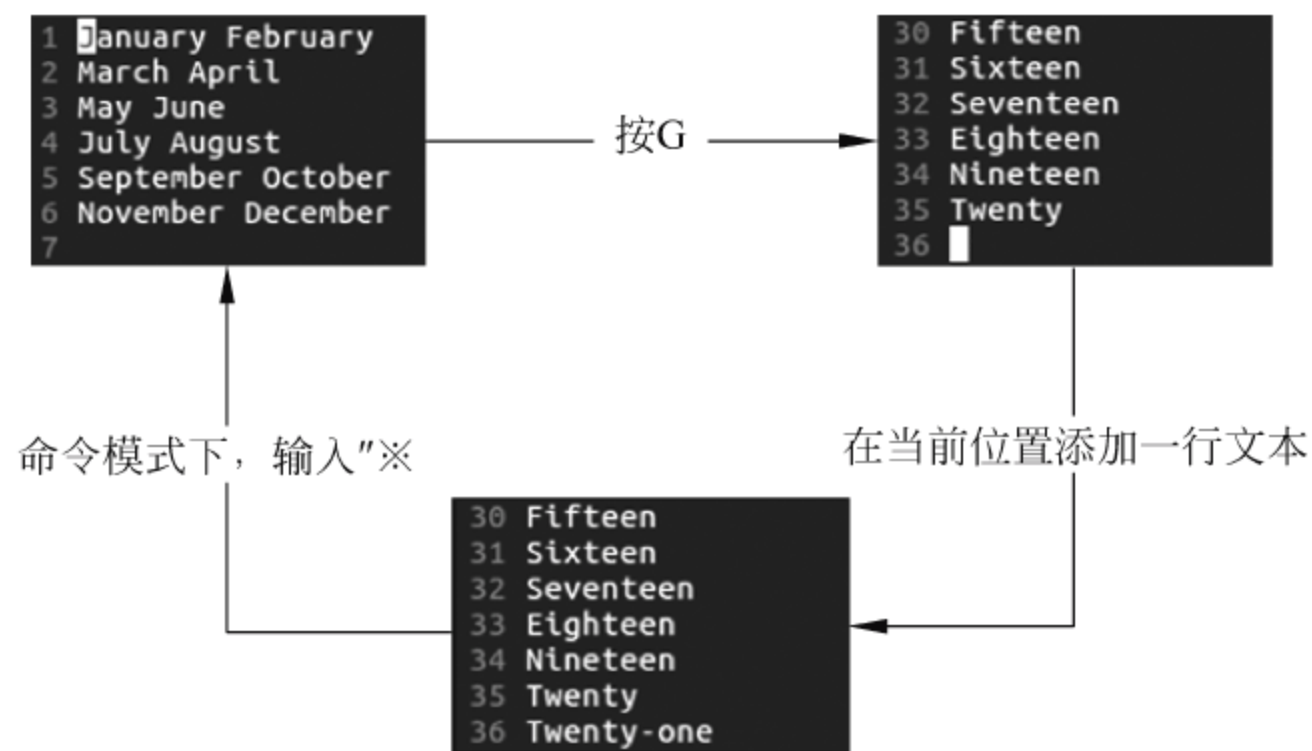 1 January February
2 March April
3 May June
4 July August
5 September October
6 November December
7
按G
30 Fifteen
31 Sixteen
32 Seventeen
33 Eighteen
34 Nineteen
35 Twenty
36
命令模式下，输入"※
在当前位置添加一行文本
30 Fifteen
31 Sixteen
32 Seventeen
33 Eighteen
34 Nineteen
35 Twenty
36 Twenty-one